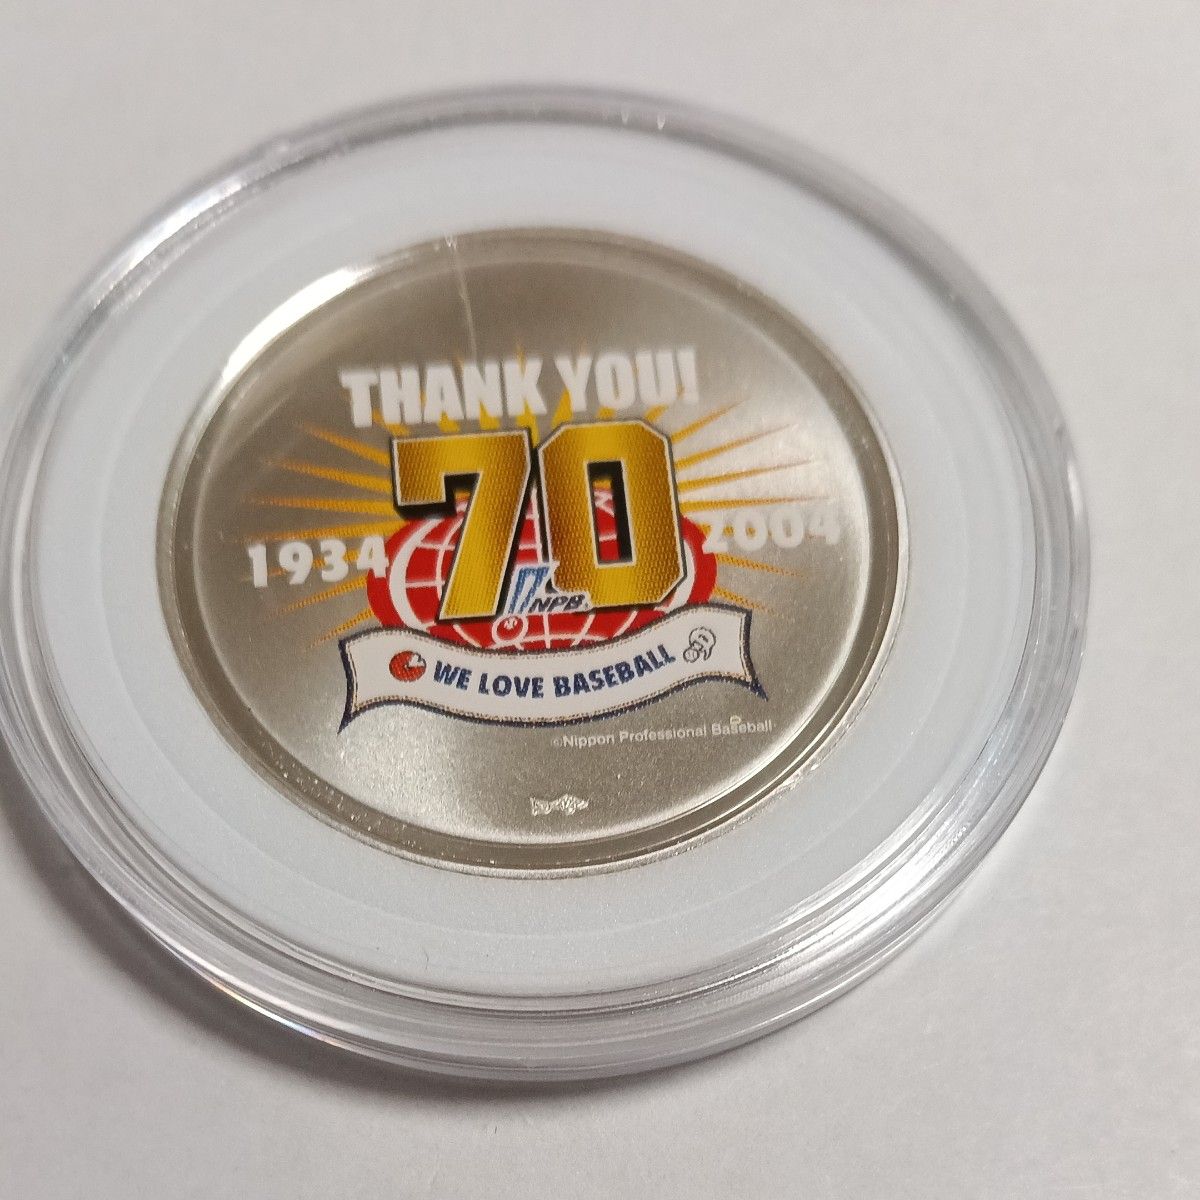 THANK YOU!
70
1934 2004
NPB
WE LOVE BASEBALL
©Nippon Professional Baseball